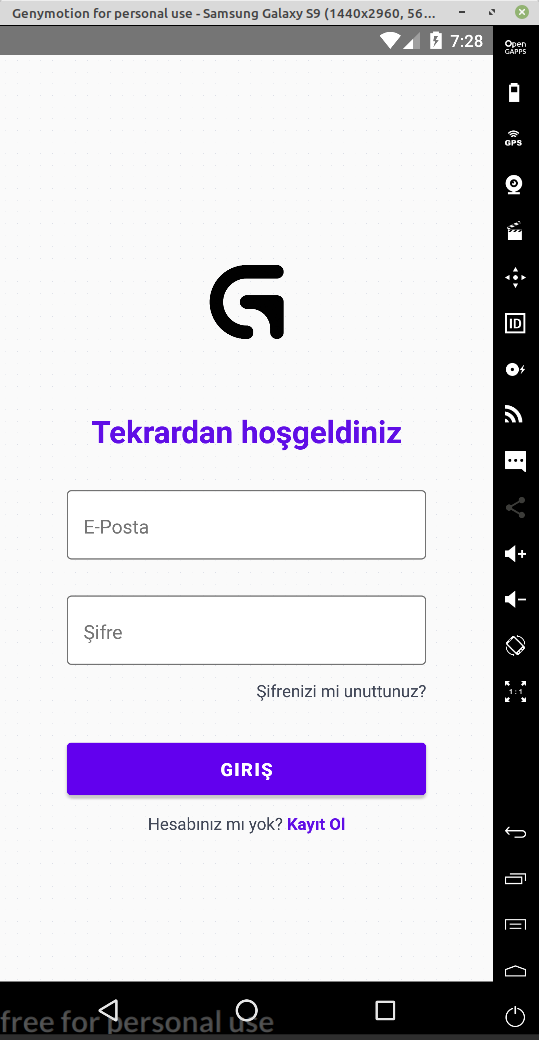 Genymotion for personal use - Samsung Galaxy S9 (1440x2960, 56...
7:28
Open
GAPPS
GPS
ID
Tekrardan hoşgeldiniz
E-Posta
Şifre
Şifrenizi mi unuttunuz?
1:1
GIRIŞ
Hesabınız mı yok? Kayıt Ol
free for personal use